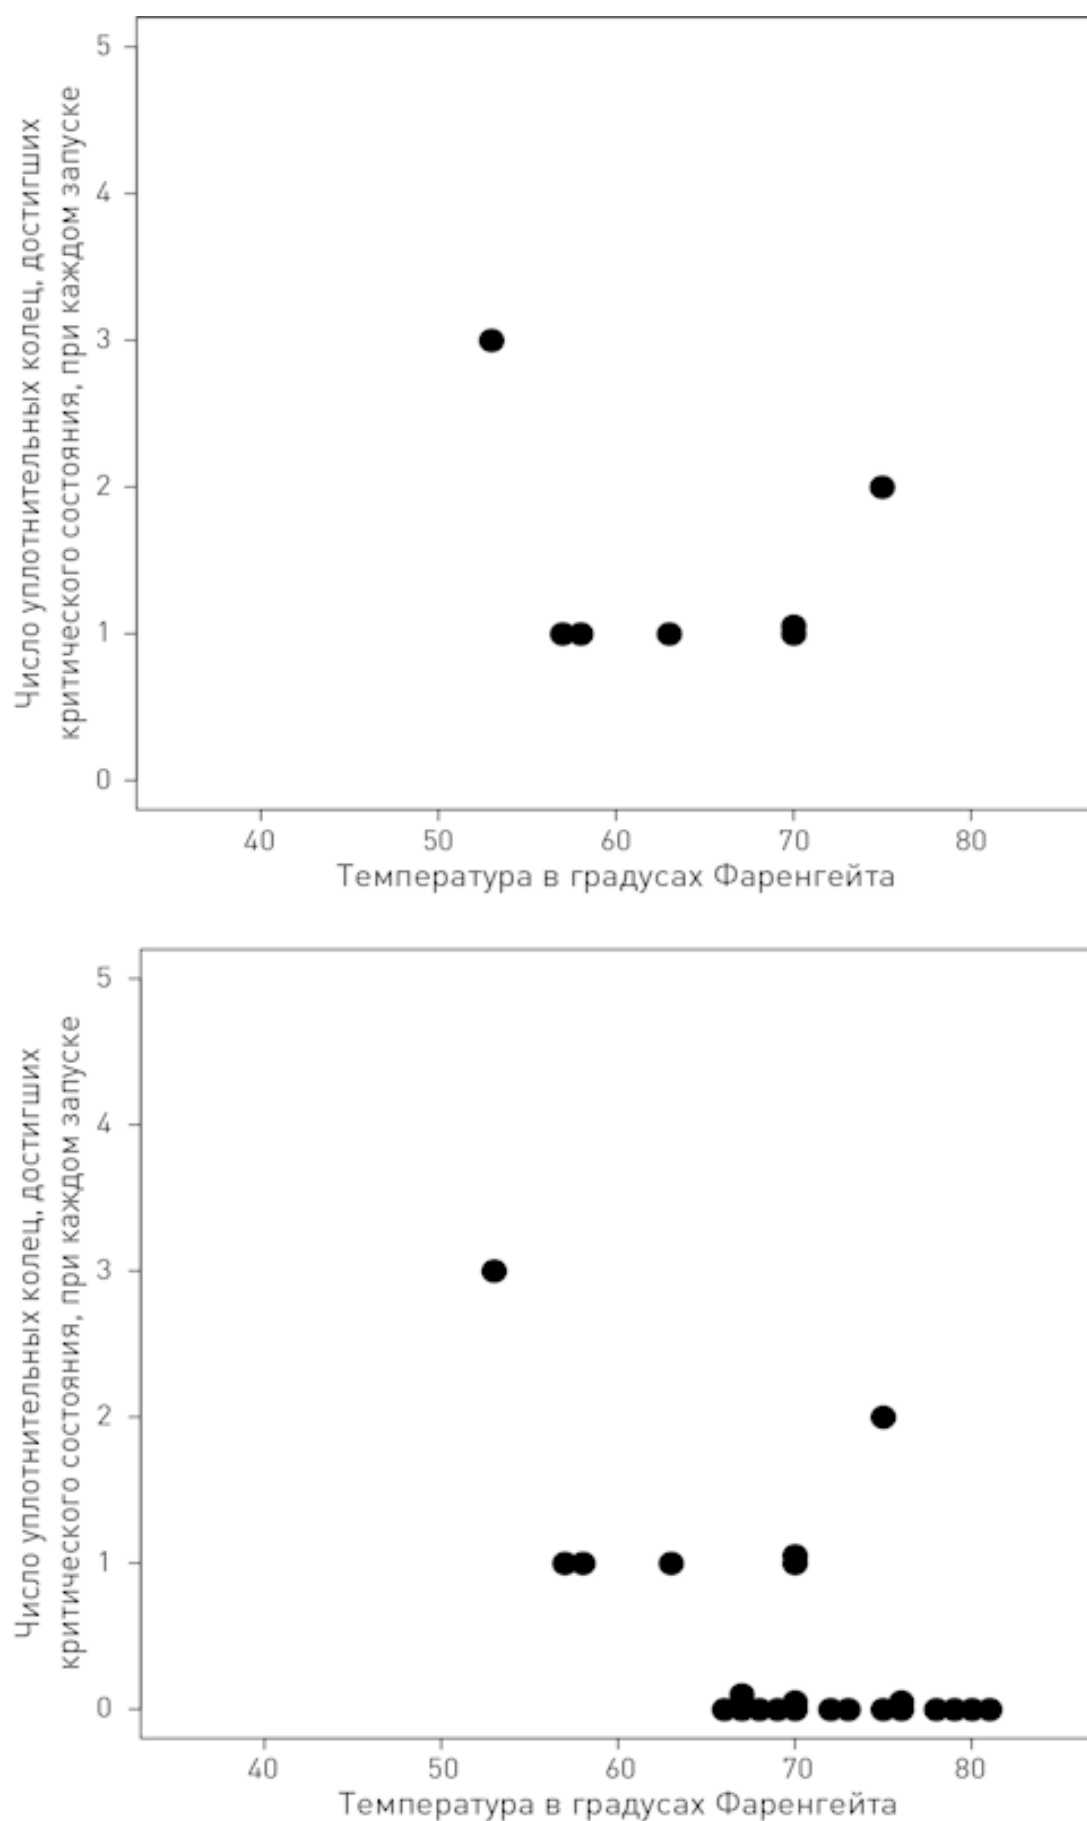 Число уплотнительных колец, достигших
критического состояния, при каждом запуске
5
4
3
2
1
0
40 50 60 70 80
Температура в градусах Фаренгейта
Число уплотнительных колец, достигших
критического состояния, при каждом запуске
5
4
3
2
1
0
40 50 60 70 80
Температура в градусах Фаренгейта